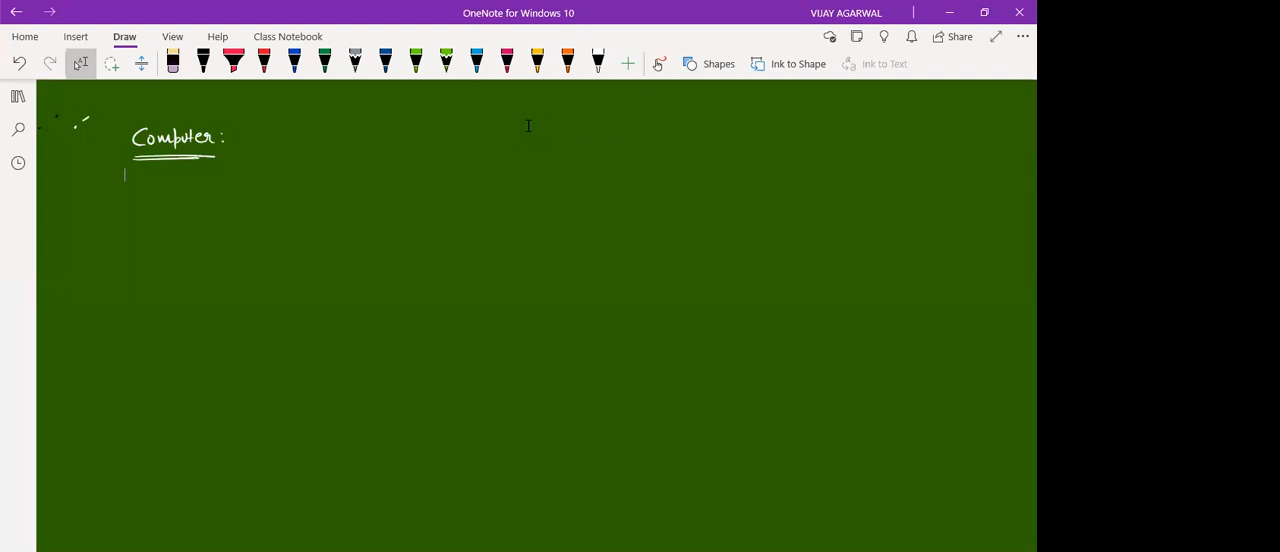 OneNote for Windows 10
VIJAY AGARWAL
Home Insert Draw View Help Class Notebook
Share
Shapes Ink to Shape Ink to Text
Computer: